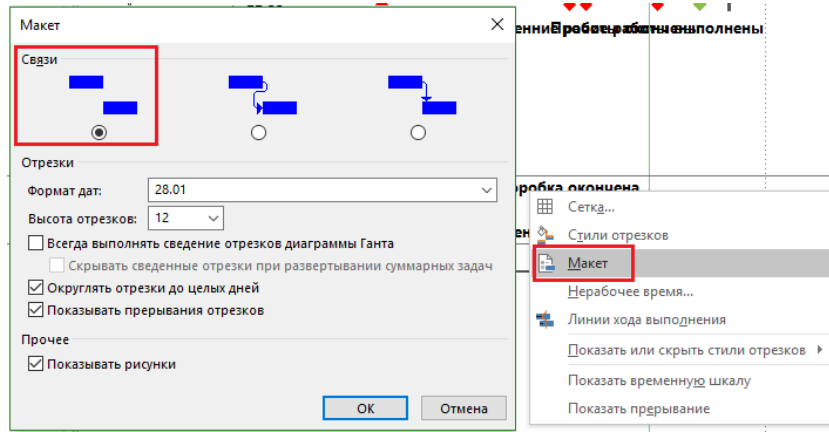 Макет
Связи
Отрезки
Формат дат: 28.01
Высота отрезков: 12
Всегда выполнять сведение отрезков диаграммы Ганта
Скрывать сведенные отрезки при развертывании суммарных задач
Округлять отрезки до целых дней
Показывать прерывания отрезков
Прочее
Показывать рисунки
ОК Отмена
окончена
Сетка...
Стили отрезков
Макет
Нерабочее время...
Линии хода выполнения
Показать или скрыть стили отрезков
Показать временную шкалу
Показать прерывание